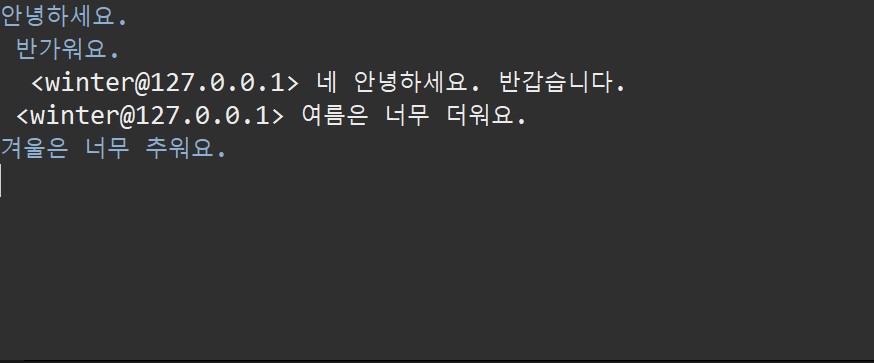 안녕하세요.
반가워요.
<winter@127.0.0.1> 네 안녕하세요. 반갑습니다.
<winter@127.0.0.1> 여름은 너무 더워요.
겨울은 너무 추워요.